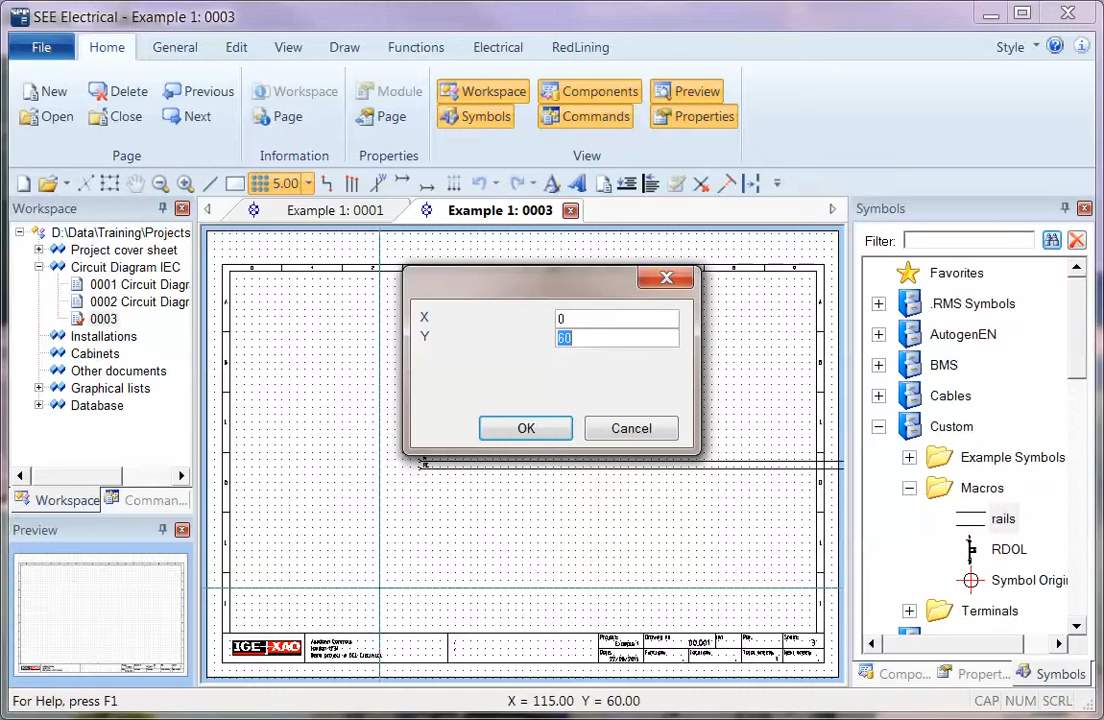 SEE Electrical - Example 1: 0003
File
Home
General
Edit
View
Draw
Functions
Electrical
RedLining
Style
New
Delete
Previous
Workspace
Module
Workspace
Components
Preview
Open
Close
Next
Page
Page
Symbols
Commands
Properties
Page
Information
Properties
View
5.00
Workspace
Example 1: 0001
Example 1: 0003
Symbols
D:\Data\Training\Projects
Project cover sheet
Circuit Diagram IEC
0001 Circuit Diagr
0002 Circuit Diagr
0003
Installations
Cabinets
Other documents
Graphical lists
Database
Workspace
Comman...
Preview
X
0
Y
60
OK
Cancel
IGE+XAO
Filter:
Favorites
.RMS Symbols
AutogenEN
BMS
Cables
Custom
Example Symbols
Macros
rails
RDOL
Symbol Origi
Terminals
Compo...
Propert...
Symbols
For Help, press F1
X = 115.00 Y = 60.00
CAP
NUM
SCRL